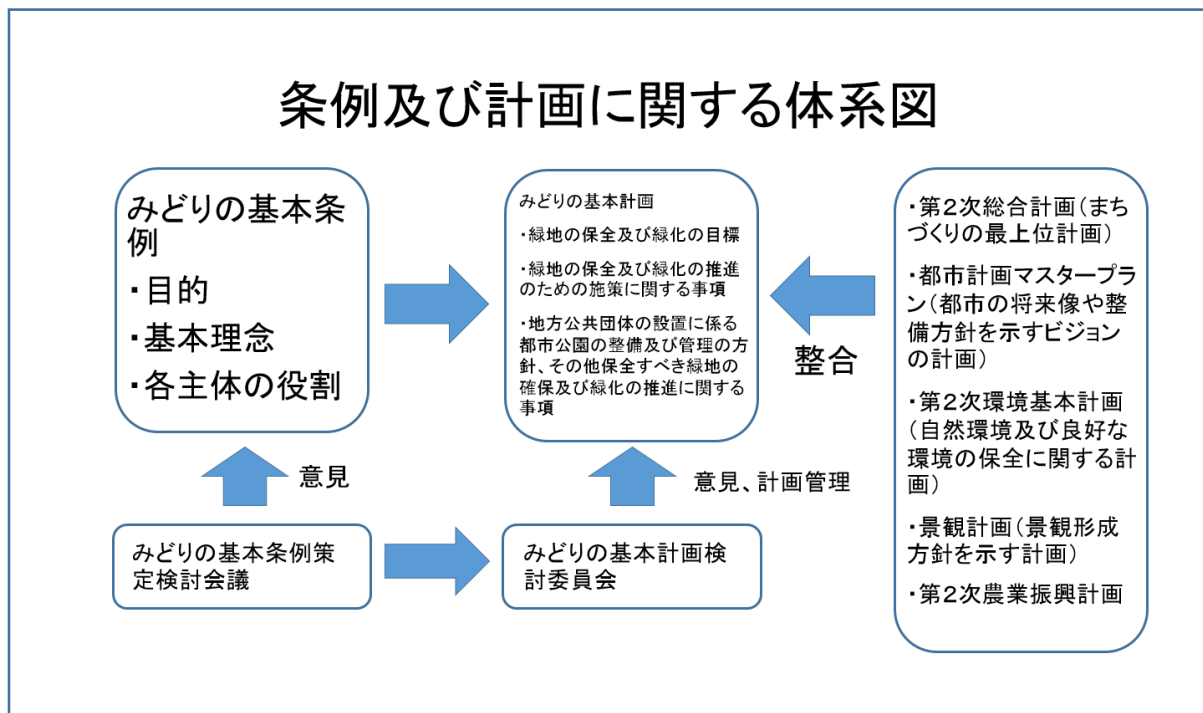 条例及び計画に関する体系図
みどりの基本条
例
・目的
・基本理念
・各主体の役割
みどりの基本計画
・緑地の保全及び緑化の目標
・緑地の保全及び緑化の推進
のための施策に関する事項
・地方公共団体の設置に係る
都市公園の整備及び管理の方
針、その他保全すべき緑地の
確保及び緑化の推進に関する
事項
整合
・第2次総合計画(まち
づくりの最上位計画)
・都市計画マスタープラ
ン(都市の将来像や整
備方針を示すビジョン
の計画)
・第2次環境基本計画
(自然環境及び良好な
環境の保全に関する計
画)
・景観計画(景観形成
方針を示す計画)
・第2次農業振興計画
意見
意見、計画管理
みどりの基本条例策
定検討会議
みどりの基本計画検
討委員会